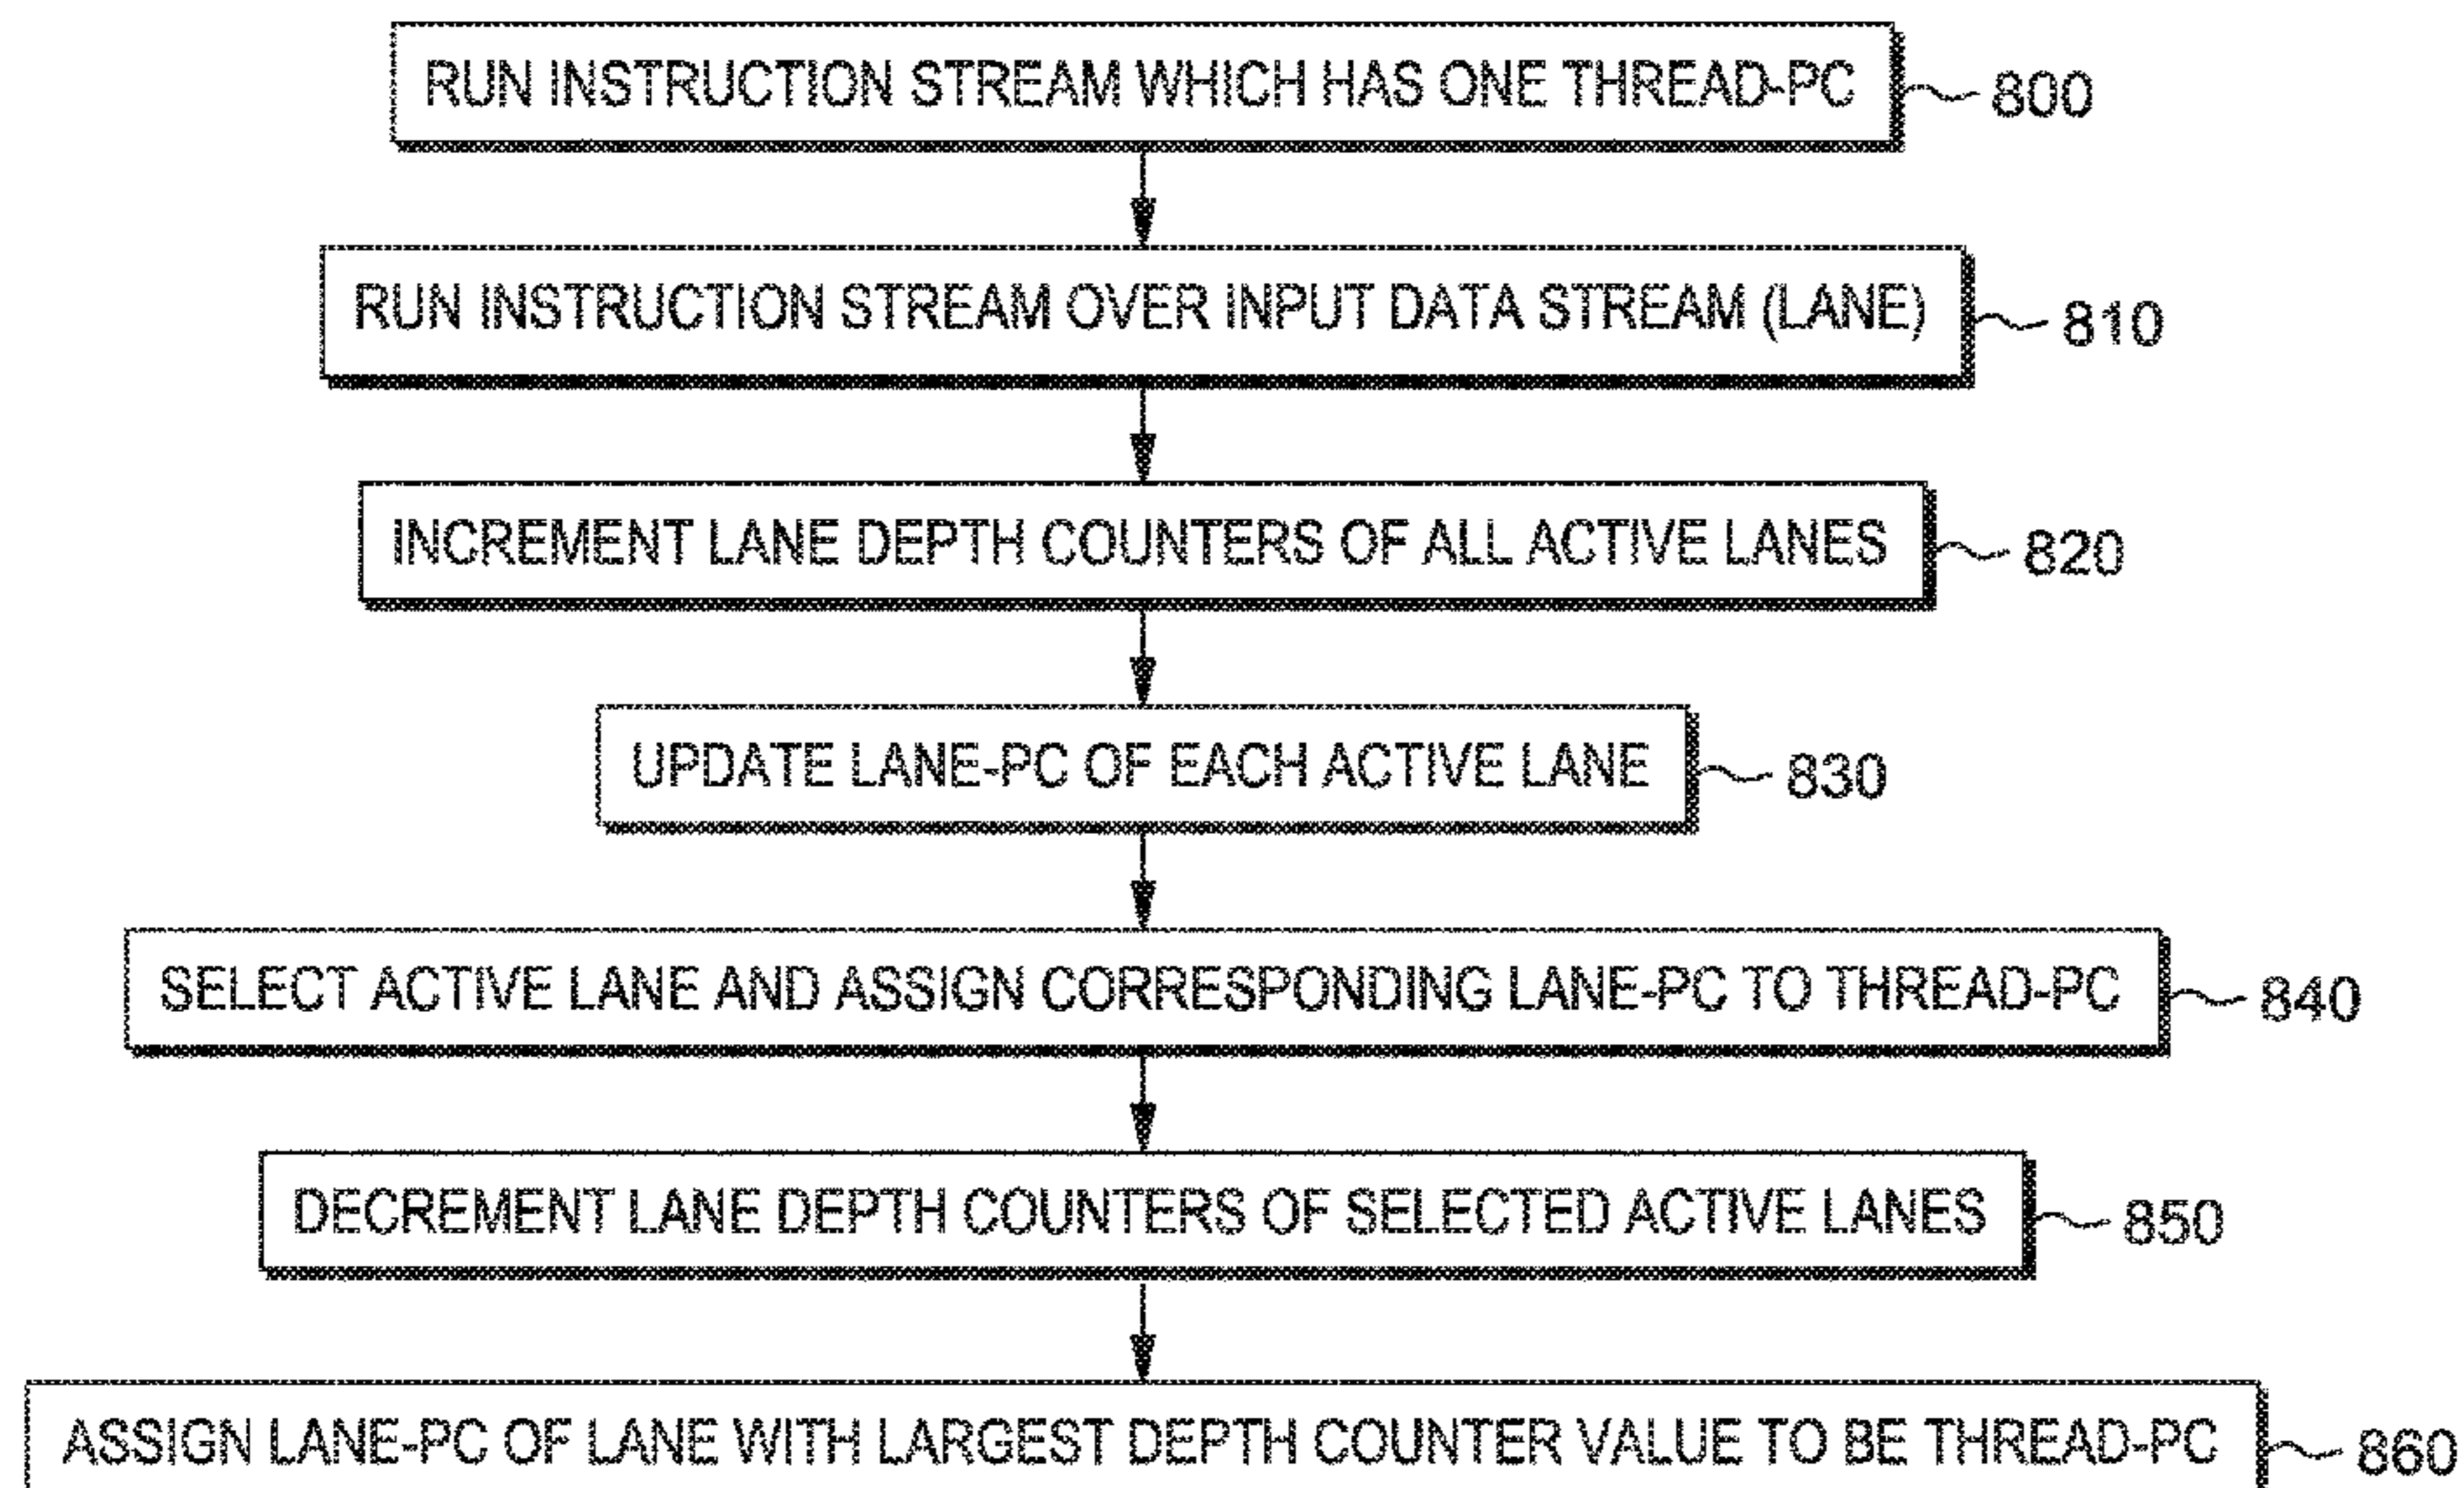 RUN INSTRUCTION STREAM WHICH HAS ONE THREAD-PC 800
RUN INSTRUCTION STREAM OVER INPUT DATA STREAM (LANE) 810
INCREMENT LANE DEPTH COUNTERS OF ALL ACTIVE LANES 820
UPDATE LANE-PC OF EACH ACTIVE LANE 830
SELECT ACTIVE LANE AND ASSIGN CORRESPONDING LANE-PC TO THREAD-PC 840
DECREMENT LANE DEPTH COUNTERS OF SELECTED ACTIVE LANES 850
ASSIGN LANE-PC OF LANE WITH LARGEST DEPTH COUNTER VALUE TO BE THREAD-PC 860